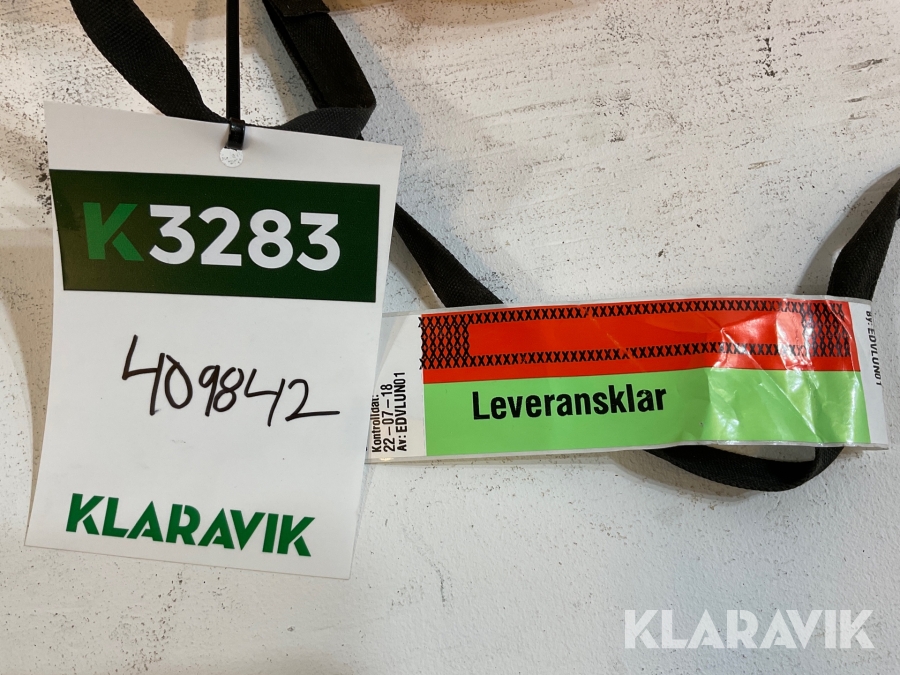 K3283
409842
KLARAVIK
Kontrolldat:
22-07-18
Av: EDVLUN01
Leveransklar
By: EDVLUN01
KLARAVIK